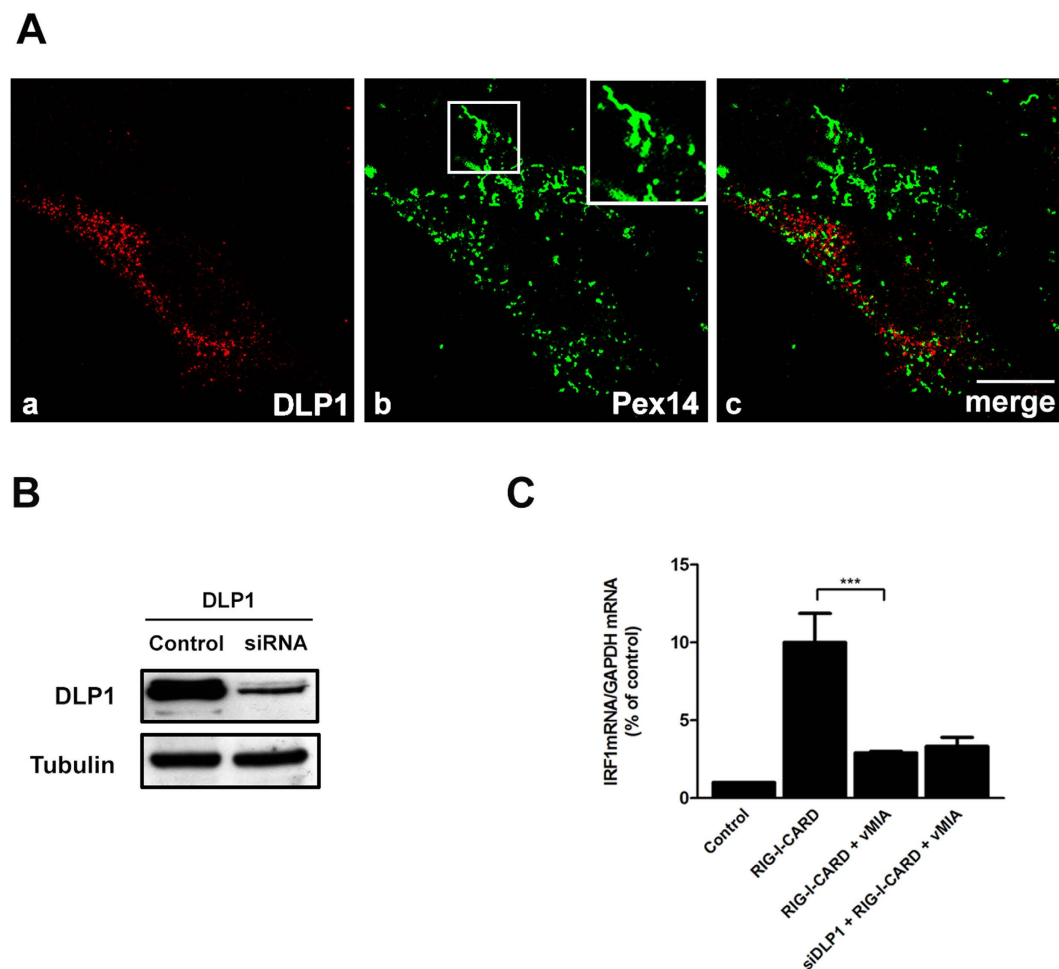 A
a DLP1
b Pex14
c merge
B
DLP1
Control siRNA
DLP1
Tubulin
C
IRF1mRNA/GAPDH mRNA
(% of control)
15
10
5
0
***
Control
RIG-I-CARD
RIG-I-CARD + vMIA
siDLP1 + RIG-I-CARD + vMIA